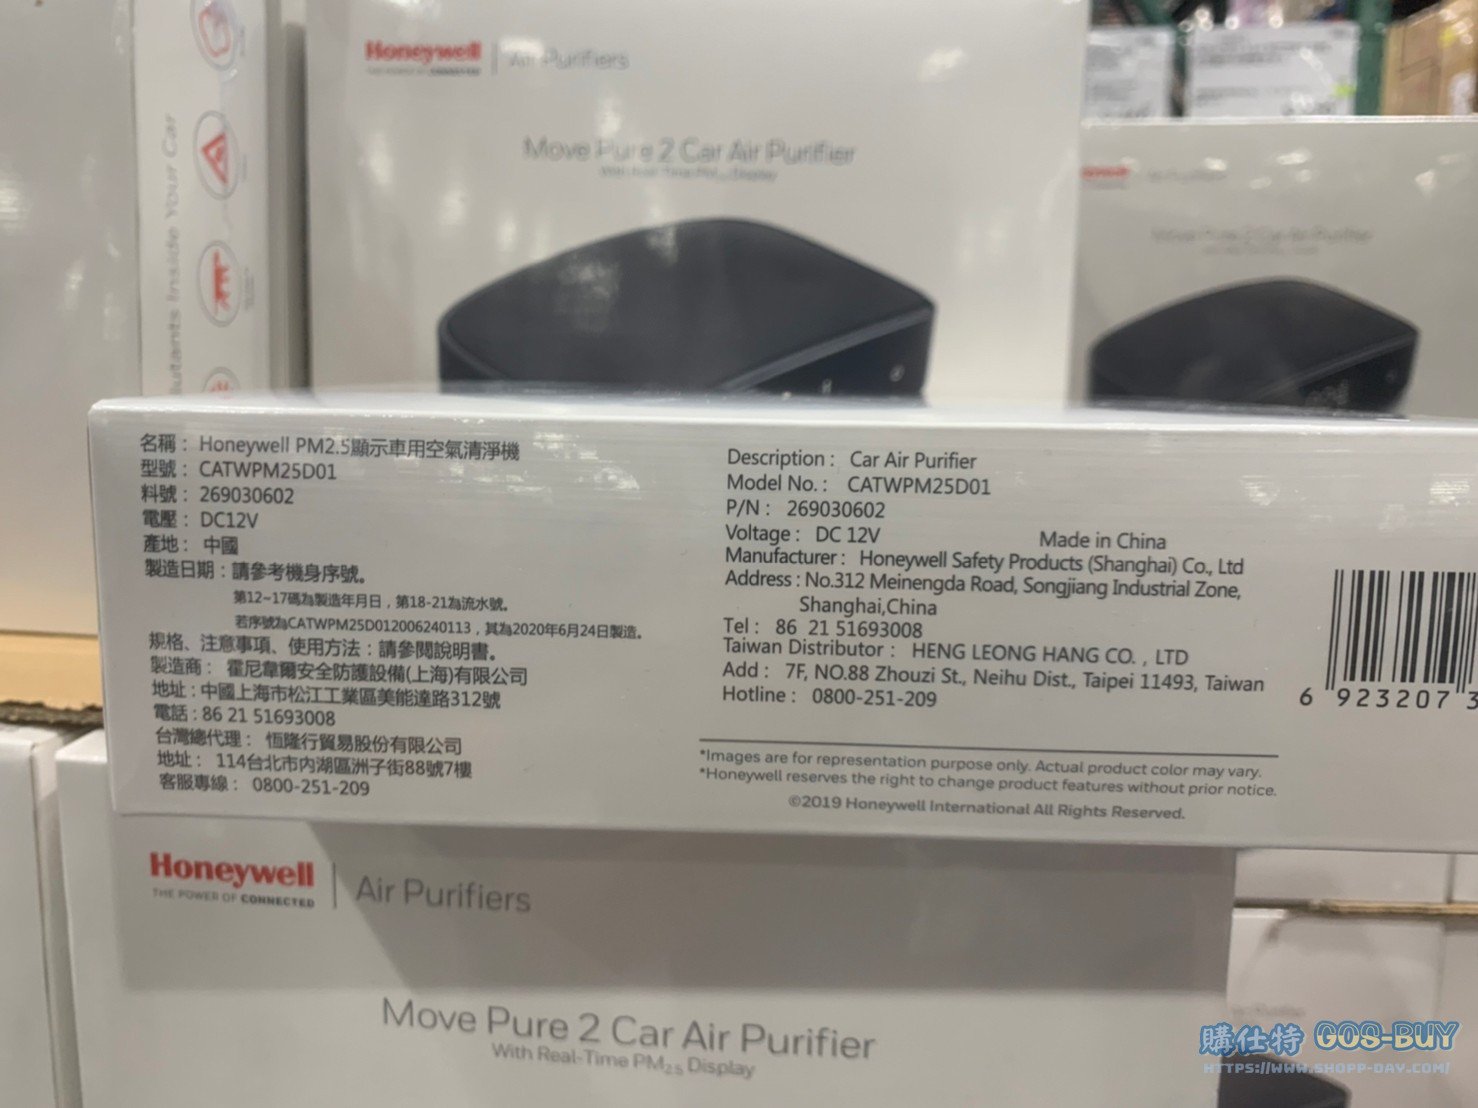 Honeywell
Air Purifiers
Move Pure 2 Car Air Purifier
Inside Your Car
Move Pure 2 Car Air Purifier
名稱：Honeywell PM2.5顯示車用空氣清淨機
型號：CATWPM25D01
料號：269030602
電壓：DC12V
產地：中國
製造日期：請參考機身序號。
第12~17碼為製造年月日，第18-21為流水號。
若序號為CATWPM25D012006240113，其為2020年6月24日製造。
規格、注意事項、使用方法：請參閱說明書。
製造商：霍尼韋爾安全防護設備(上海)有限公司
地址：中國上海市松江工業區美能達路312號
電話：86 21 51693008
台灣總代理：恆隆行貿易股份有限公司
地址：114台北市內湖區洲子街88號7樓
客服專線：0800-251-209
Description： Car Air Purifier
Model No.： CATWPM25D01
P/N： 269030602
Voltage： DC 12V
Made in China
Manufacturer： Honeywell Safety Products (Shanghai) Co., Ltd
Address：No.312 Meinengda Road, Songjiang Industrial Zone,
Shanghai,China
Tel： 86 21 51693008
Taiwan Distributor： HENG LEONG HANG CO. , LTD
Add： 7F, NO.88 Zhouzi St., Neihu Dist., Taipei 11493, Taiwan
Hotline： 0800-251-209
*Images are for representation purpose only. Actual product color may vary.
*Honeywell reserves the right to change product features without prior notice.
©2019 Honeywell International All Rights Reserved.
6 923207 3
Honeywell
THE POWER OF CONNECTED
Air Purifiers
Move Pure 2 Car Air Purifier
With Real-Time PM2.5 Display
購仕特 GOS-BUY
HTTPS://WWW.SHOPP-DAY.COM/